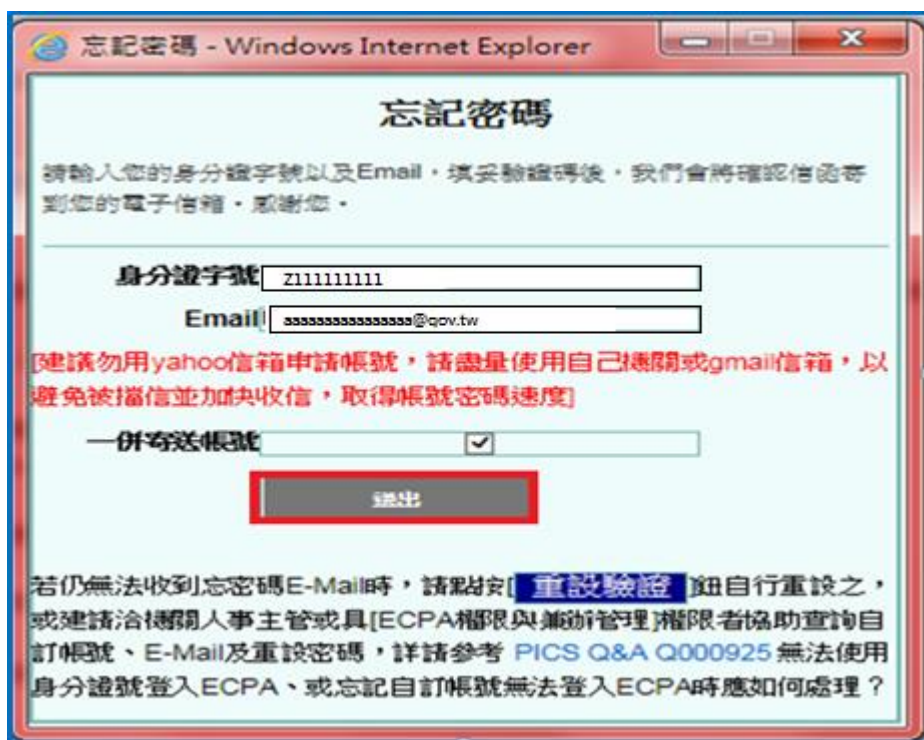 忘記密碼 - Windows Internet Explorer
忘記密碼
請輸入您的身分證字號以及Email，填妥驗證碼後，我們會將確認信函寄
到您的電子信箱。感謝您。
身分證字號 Z111111111
Email aaaaaaaaaaaaaaaa@gov.tw
[建議勿用yahoo信箱申請帳號，請盡量使用自己機關或gmail信箱，以
避免被擋信並加快收信，取得帳號密碼速度]
一併寄送帳號
送出
若仍無法收到忘密碼E-Mail時，請點按[ 重設驗證 ]鈕自行重設之，
或建請洽機關人事主管或具[ECPA權限與兼辦管理]權限者協助查詢自
訂帳號、E-Mail及重設密碼，詳請參考 PICS Q&A Q000925 無法使用
身分證號登入ECPA、或忘記自訂帳號無法登入ECPA時應如何處理？